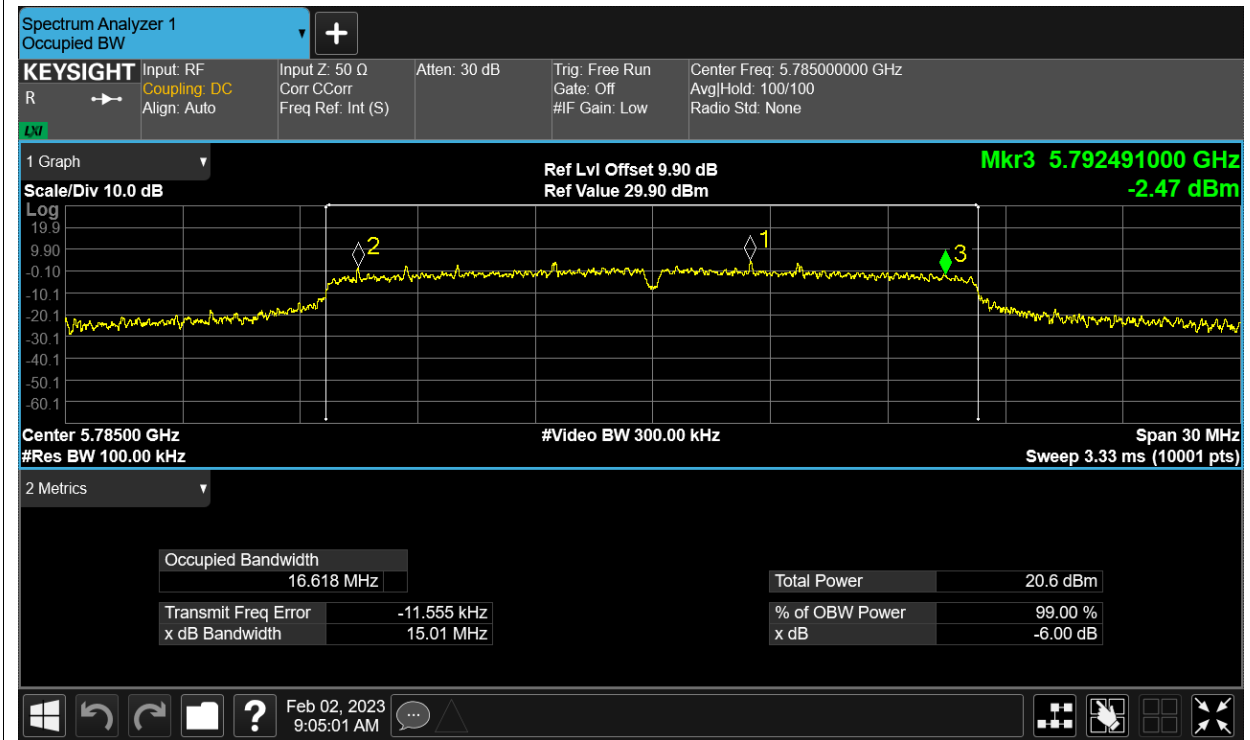 Spectrum Analyzer 1
Occupied BW
KEYSIGHT
R
LXI
Input: RF
Coupling: DC
Align: Auto
Input Z: 50 Ω
Corr CCorr
Freq Ref: Int (S)
Atten: 30 dB
Trig: Free Run
Gate: Off
#IF Gain: Low
Center Freq: 5.785000000 GHz
Avg|Hold: 100/100
Radio Std: None
1 Graph
Scale/Div 10.0 dB
Ref Lvl Offset 9.90 dB
Ref Value 29.90 dBm
Mkr3 5.792491000 GHz
-2.47 dBm
Log
19.9
9.90
-0.10
-10.1
-20.1
-30.1
-40.1
-50.1
-60.1
2
1
3
Center 5.78500 GHz
#Res BW 100.00 kHz
#Video BW 300.00 kHz
Span 30 MHz
Sweep 3.33 ms (10001 pts)
2 Metrics
Occupied Bandwidth
16.618 MHz
Transmit Freq Error -11.555 kHz
x dB Bandwidth 15.01 MHz
Total Power 20.6 dBm
% of OBW Power 99.00 %
x dB -6.00 dB
?
Feb 02, 2023
9:05:01 AM